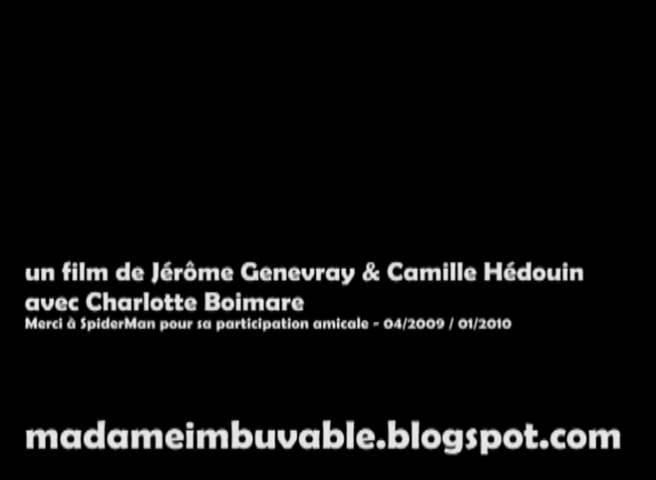 un film de Jérôme Genevray & Camille Hédouin
avec Charlotte Boimare
Merci à SpiderMan pour sa participation amicale - 04/2009 / 01/2010
madameimbuvable.blogspot.com